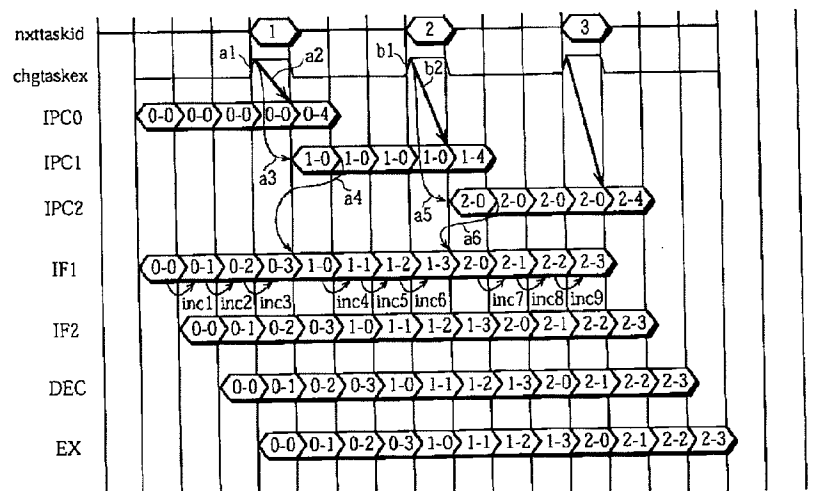 nxttaskid 1 2 3
a1 a2 b1 b2
chgtaskex
IPC0 0-0 0-0 0-0 0-0 0-4
IPC1 1-0 1-0 1-0 1-0 1-4
a3 a4 a5
IPC2 2-0 2-0 2-0 2-0 2-4
a6
IF1 0-0 0-1 0-2 0-3 1-0 1-1 1-2 1-3 2-0 2-1 2-2 2-3
inc1 inc2 inc3 inc4 inc5 inc6 inc7 inc8 inc9
IF2 0-0 0-1 0-2 0-3 1-0 1-1 1-2 1-3 2-0 2-1 2-2 2-3
DEC 0-0 0-1 0-2 0-3 1-0 1-1 1-2 1-3 2-0 2-1 2-2 2-3
EX 0-0 0-1 0-2 0-3 1-0 1-1 1-2 1-3 2-0 2-1 2-2 2-3